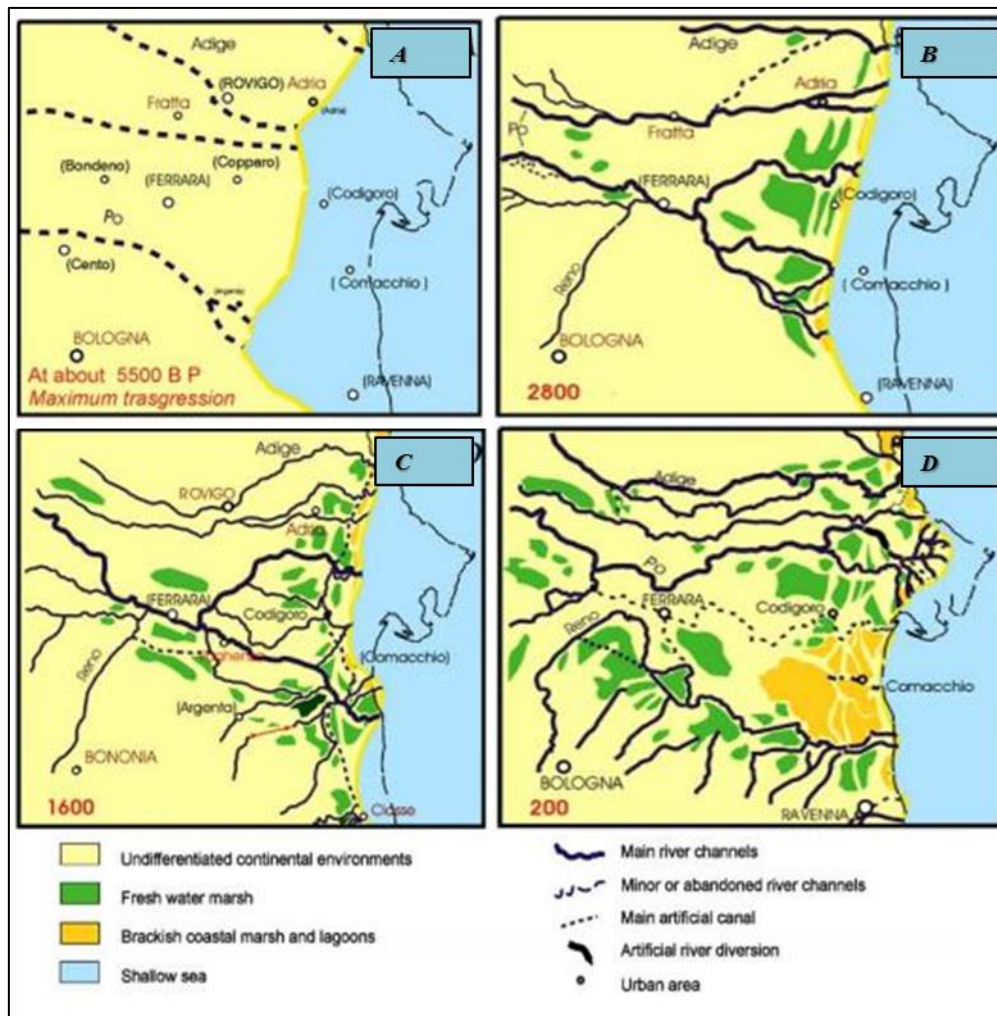 A
Adige
(ROVIGO)
Adria
(Adria)
Fratta
(Bondeno)
(Copparo)
(FERRARA)
(Codigoro)
PO
(Cento)
(Argenta)
(Comacchio)
BOLOGNA
At about 5500 B P
Maximum trasgression
(RAVENNA)
B
Adige
Adria
PO
Fratta
(FERRARA)
(Codigoro)
Reno
(Comacchio)
BOLOGNA
2800
(RAVENNA)
C
Adige
ROVIGO
Adria
(FERRARA)
Codigoro
(Comacchio)
Reno
(Argenta)
BONONIA
1600
Classe
D
Adige
PO
FERRARA
Codigoro
Reno
Comacchio
BOLOGNA
200
RAVENNA
Undifferentiated continental environments
Fresh water marsh
Brackish coastal marsh and lagoons
Shallow sea
Main river channels
Minor or abandoned river channels
Main artificial canal
Artificial river diversion
Urban area